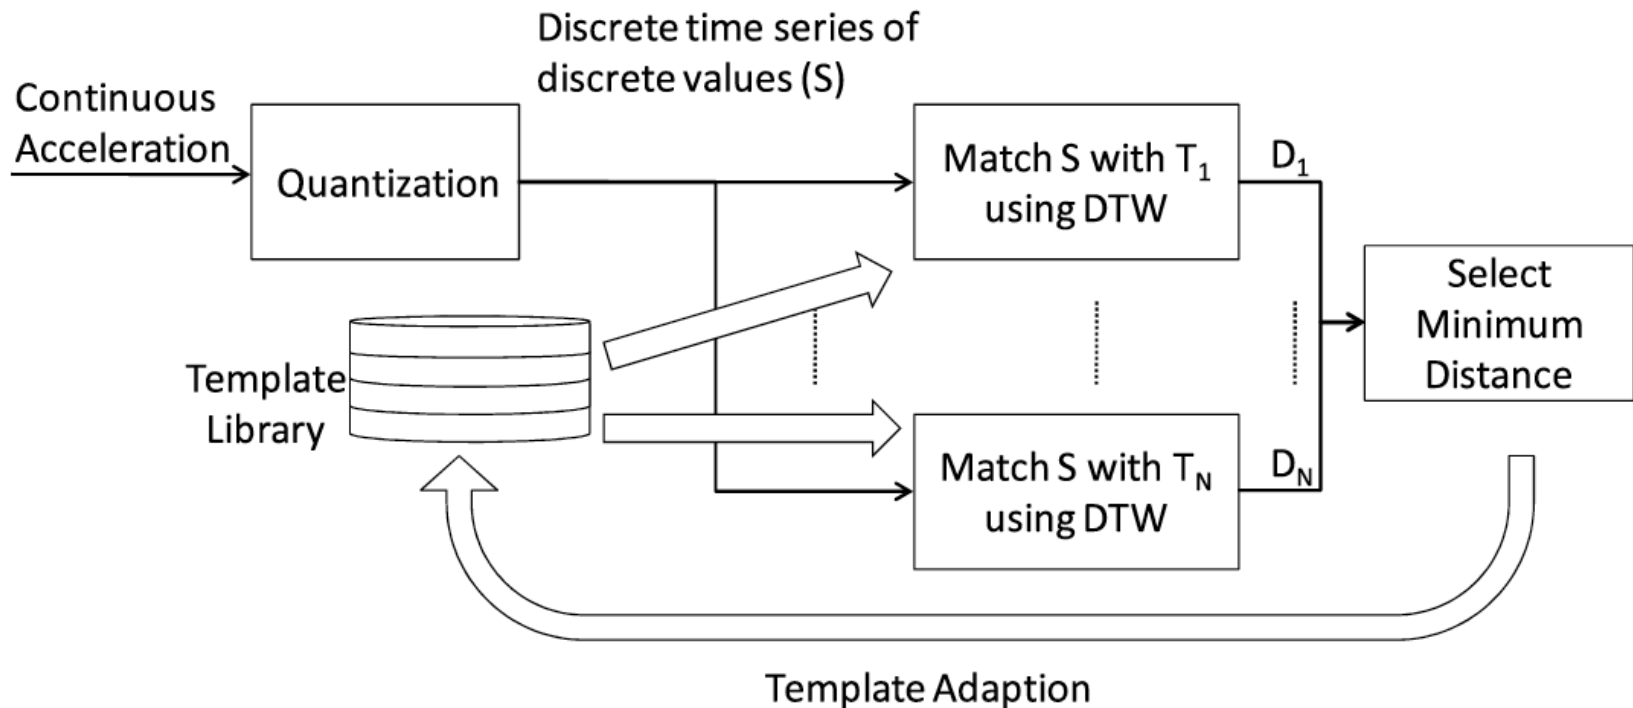 Discrete time series of
discrete values (S)
Continuous
Acceleration
Quantization
Match S with T1
using DTW
D1
Select
Minimum
Distance
Template
Library
Match S with TN
using DTW
DN
Template Adaption